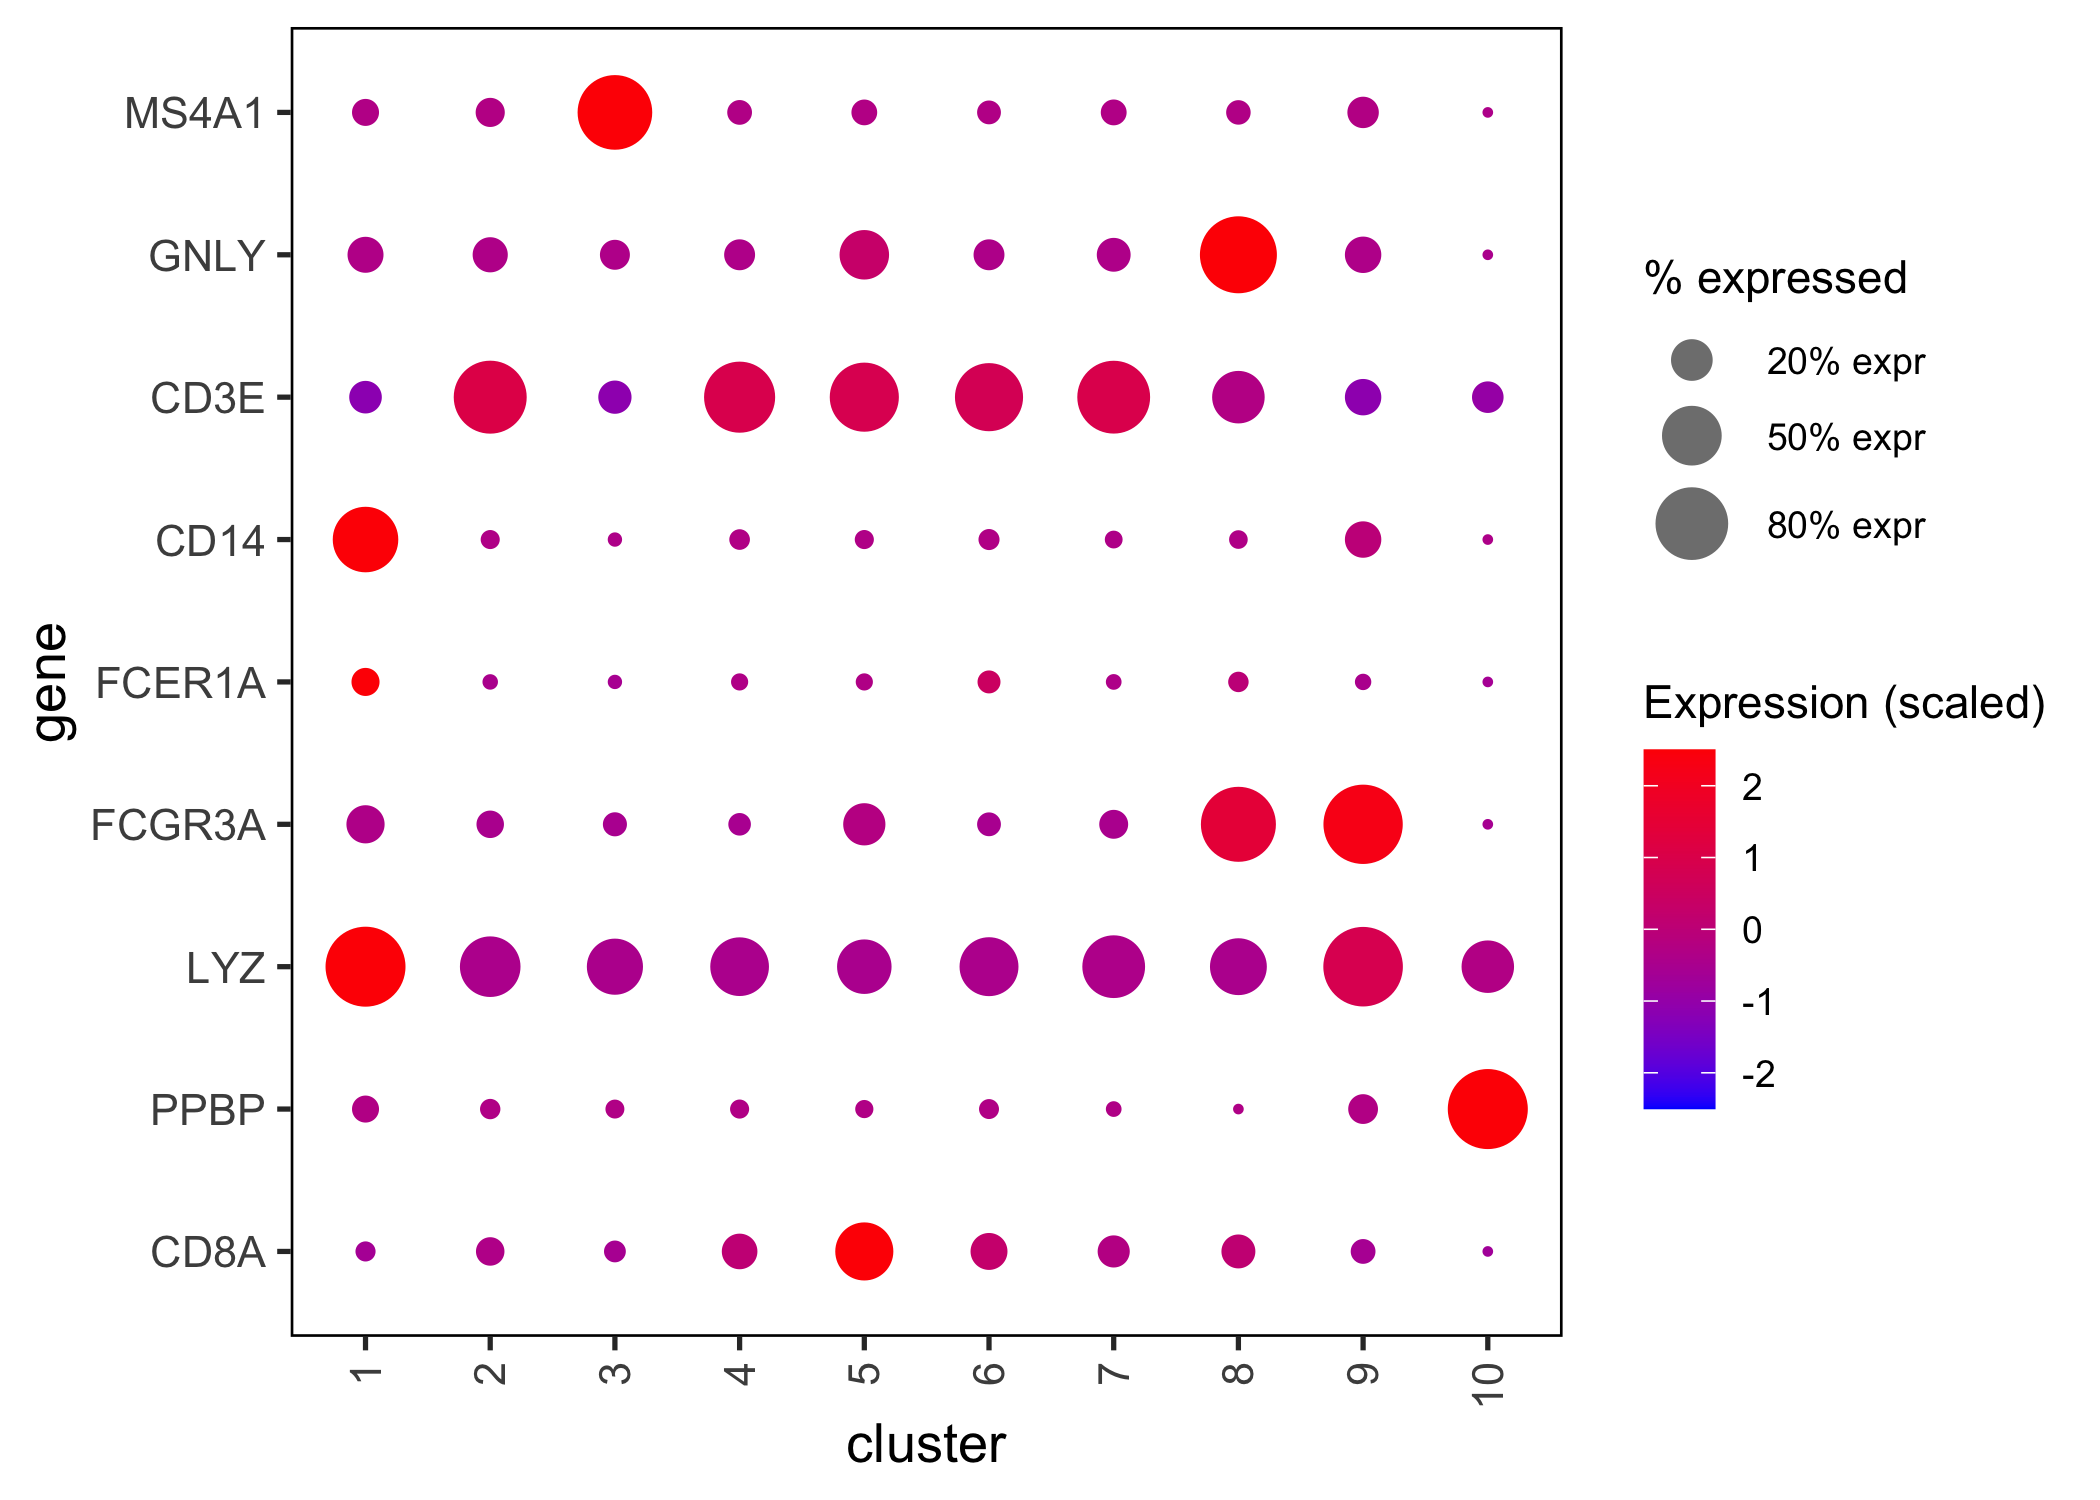 MS4A1
GNLY
CD3E
CD14
FCER1A
FCGR3A
LYZ
PPBP
CD8A
gene
1 2 3 4 5 6 7 8 9 10
cluster
% expressed
20% expr
50% expr
80% expr
Expression (scaled)
2
1
0
-1
-2